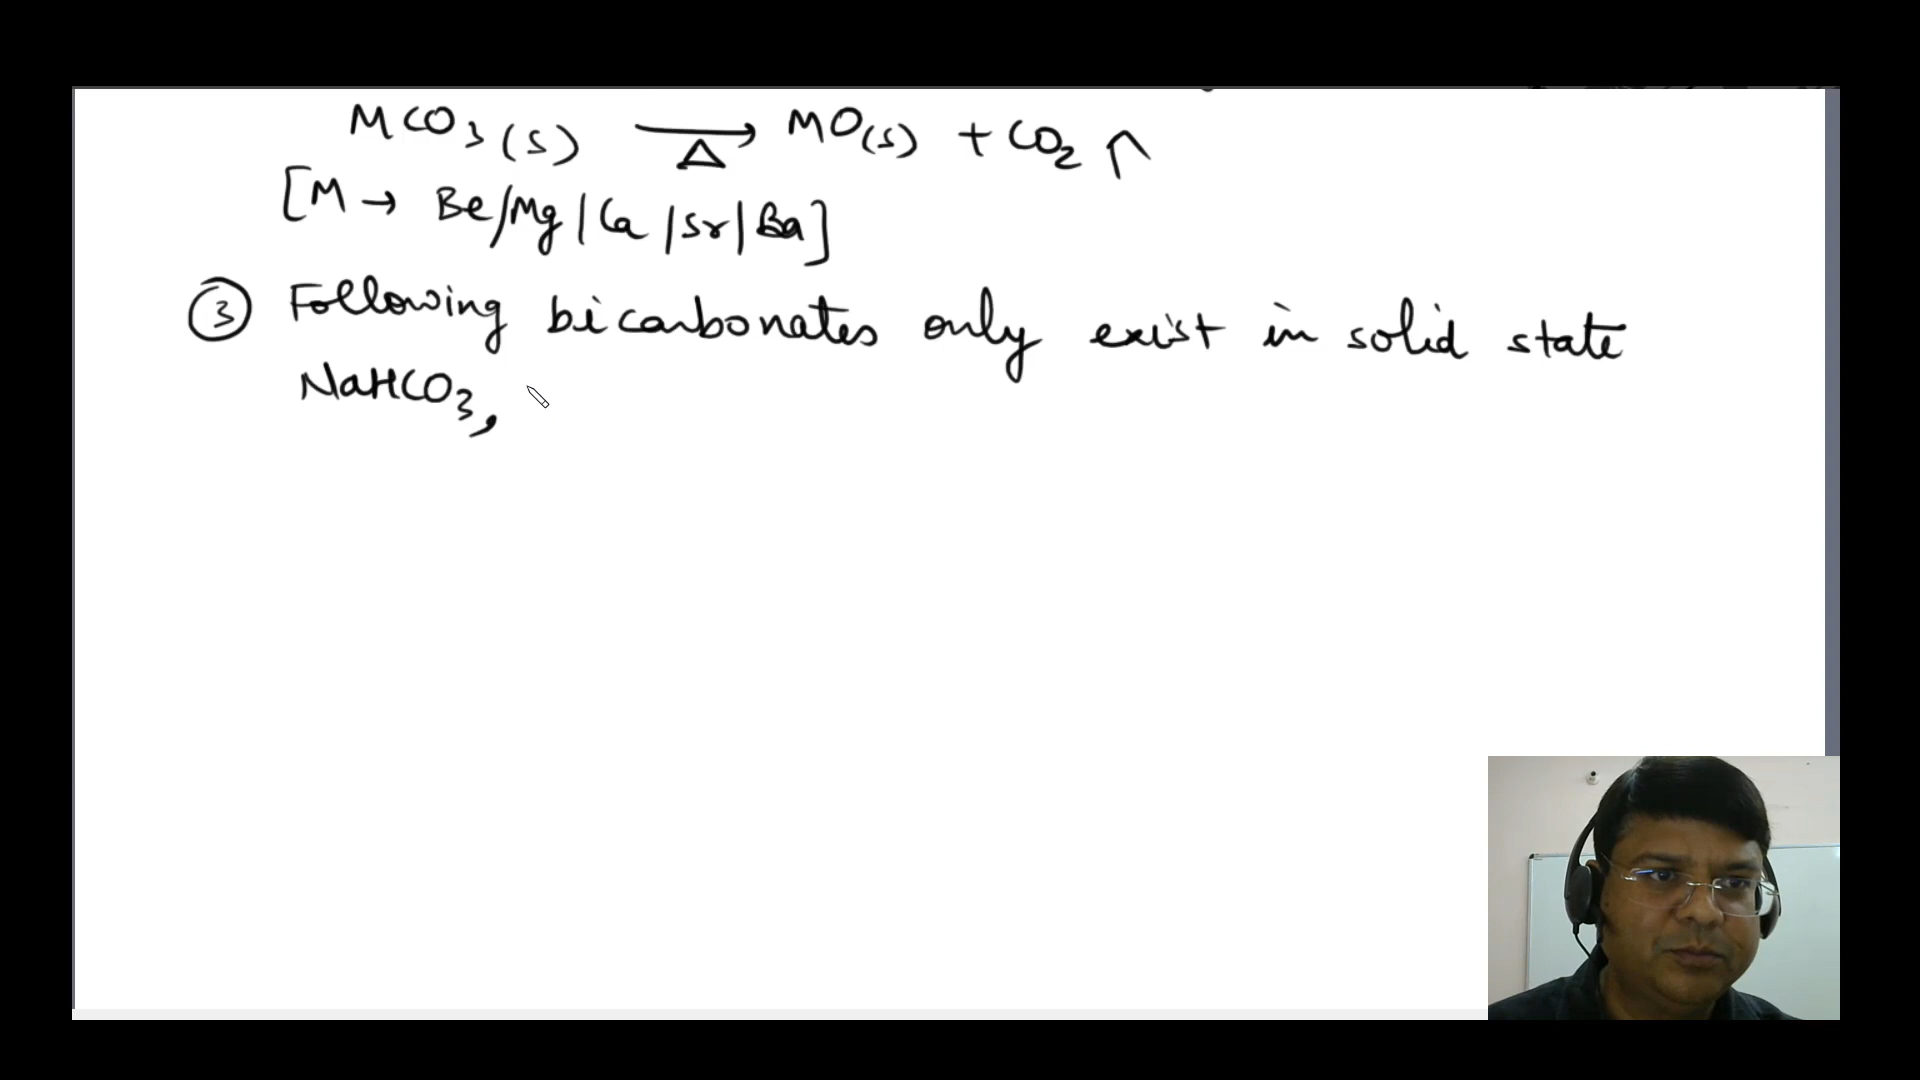 MCO₃(s) →Δ MO(s) + CO₂ ↑
[M → Be/Mg|Ca|Sr|Ba]
③ Following bicarbonates only exist in solid state
NaHCO₃,